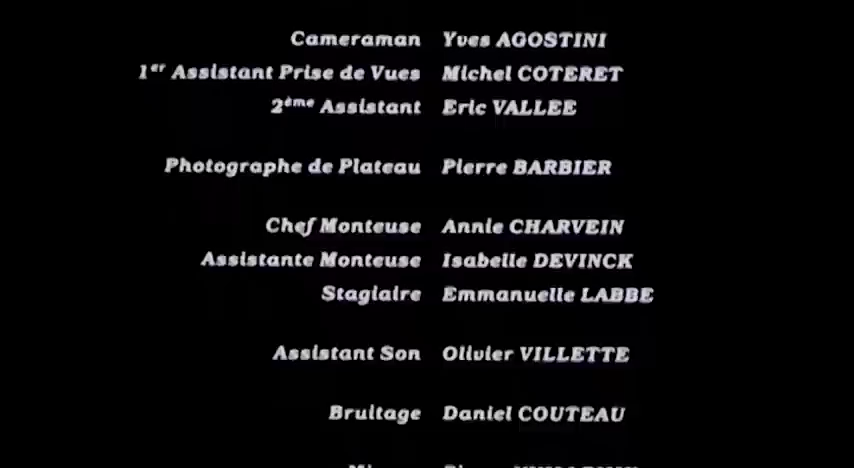 Cameraman Yves AGOSTINI
1er Assistant Prise de Vues Michel COTERET
2ème Assistant Eric VALLEE
Photographe de Plateau Pierre BARBIER
Chef Monteuse Annie CHARVEIN
Assistante Monteuse Isabelle DEVINCK
Stagiaire Emmanuelle LABBE
Assistant Son Olivier VILLETTE
Bruitage Daniel COUTEAU